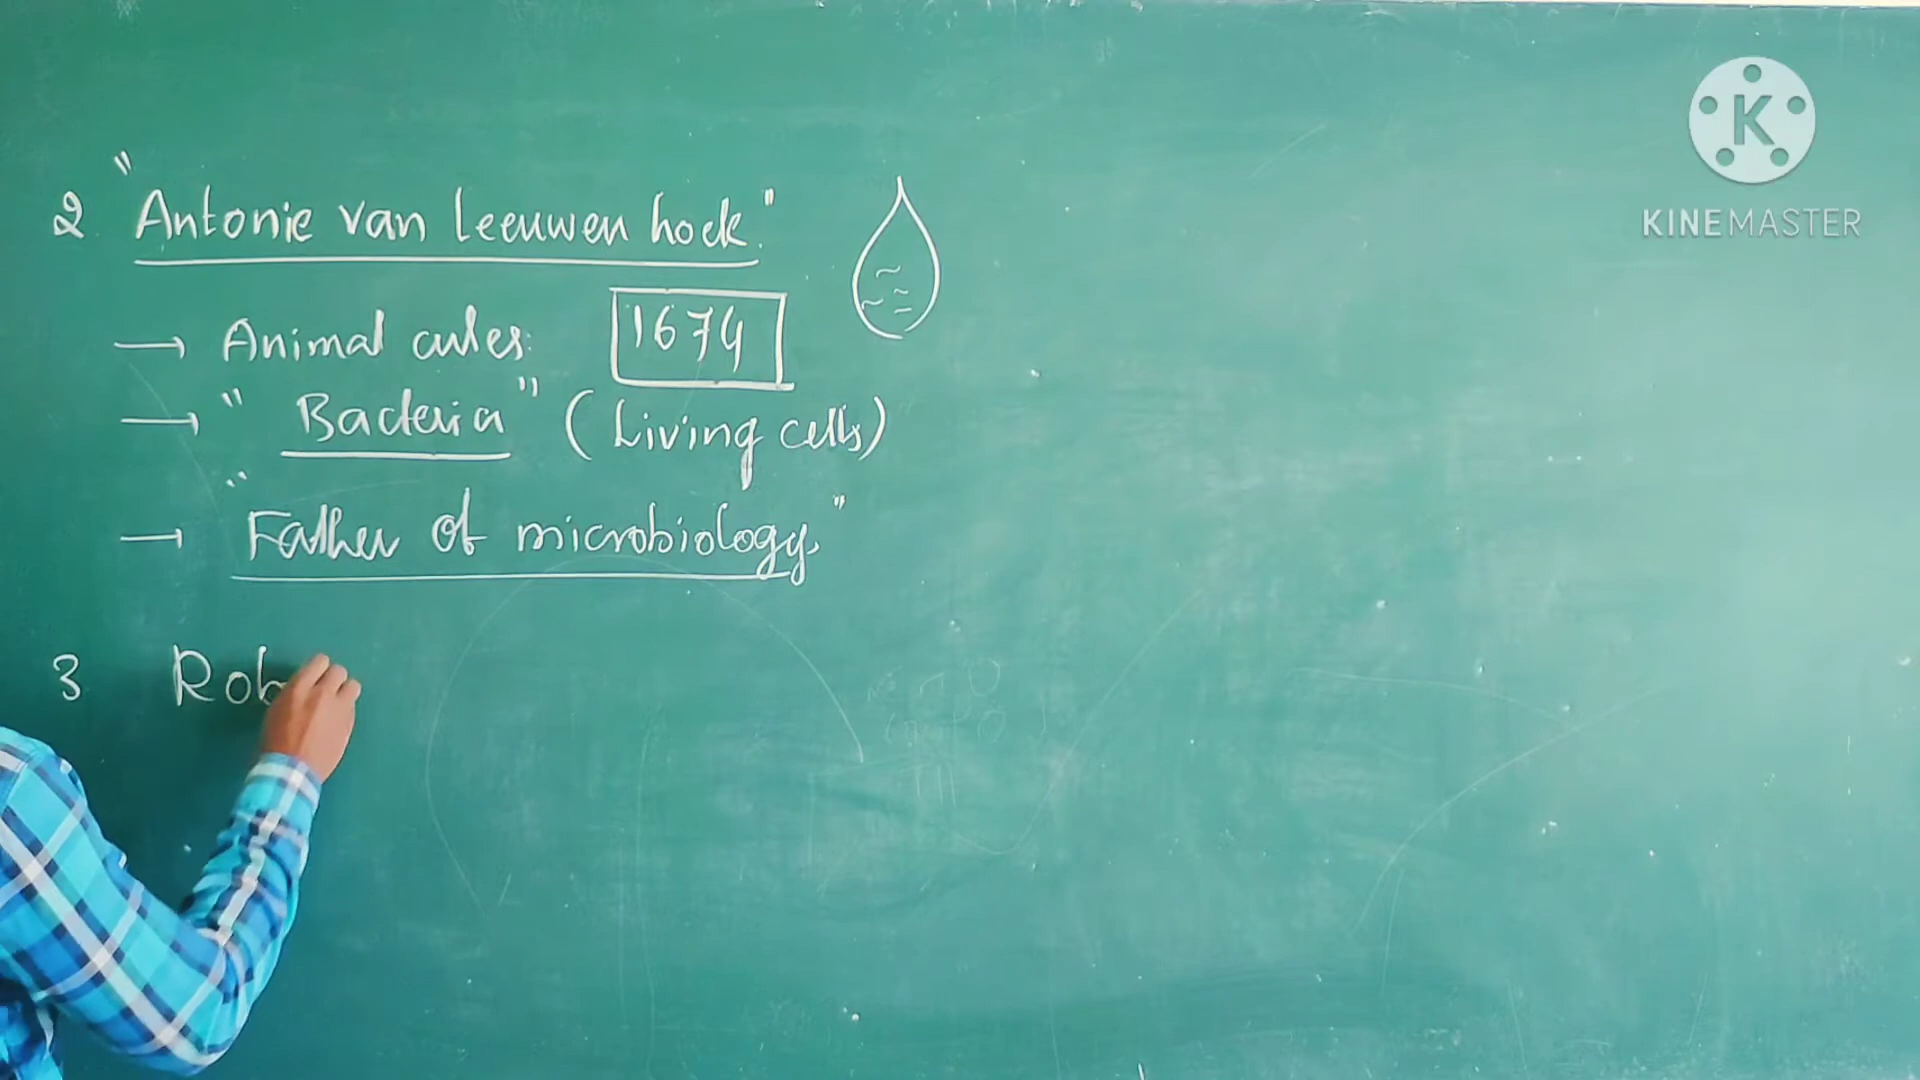 2 "Antonie van Leeuwen hoek."
→ Animal cules: 1674
→ "Bacteria" (Living cells)
→ "Father of microbiology."
3 Rob
K
KINEMASTER